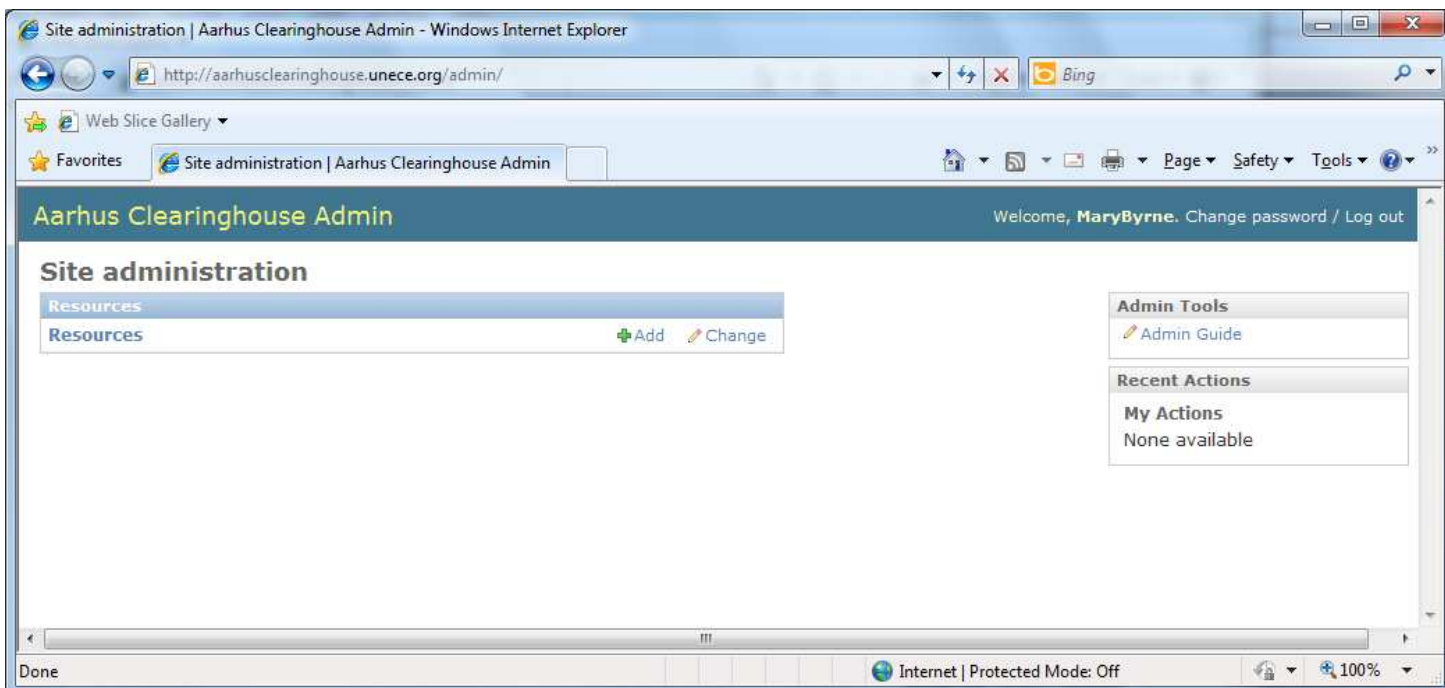 Site administration | Aarhus Clearinghouse Admin - Windows Internet Explorer
http://aarhusclearinghouse.unece.org/admin/ Bing
Web Slice Gallery
Favorites Site administration | Aarhus Clearinghouse Admin Page Safety Tools »
Aarhus Clearinghouse Admin Welcome, MaryByrne. Change password / Log out
Site administration
Resources
Resources Add Change
Admin Tools
Admin Guide
Recent Actions
My Actions
None available
Done Internet | Protected Mode: Off 100%